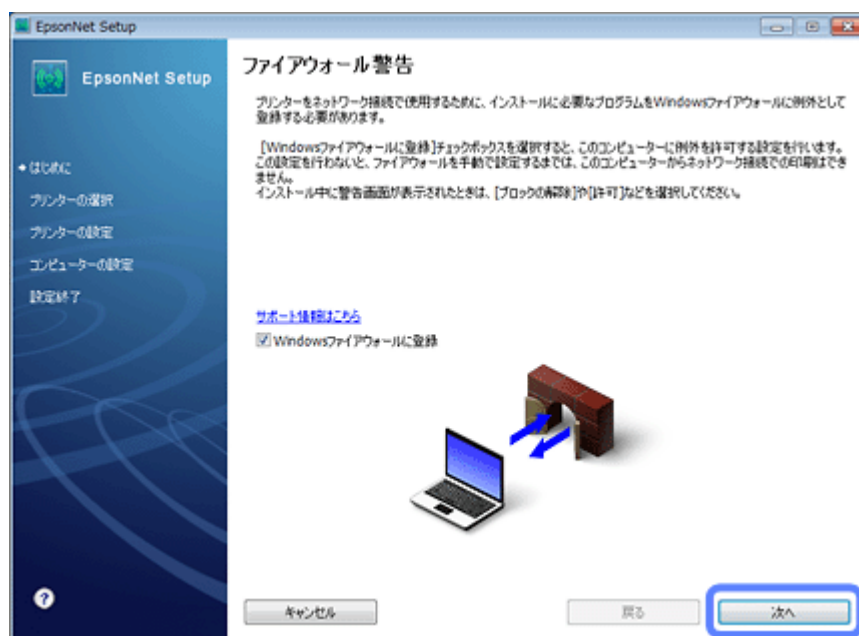 EpsonNet Setup
EpsonNet Setup
はじめに
プリンターの選択
プリンターの設定
コンピューターの設定
設定終了
ファイアウォール警告
プリンターをネットワーク接続で使用するために、インストールに必要なプログラムをWindowsファイアウォールに例外として
登録する必要があります。
[Windowsファイアウォールに登録]チェックボックスを選択すると、このコンピューターに例外を許可する設定を行います。
この設定を行わないと、ファイアウォールを手動で設定するまでは、このコンピューターからネットワーク接続での印刷はでき
ません。
インストール中に警告画面が表示されたときは、[ブロックの解除]や[許可]などを選択してください。
サポート情報はこちら
Windowsファイアウォールに登録
?
キャンセル
戻る
次へ